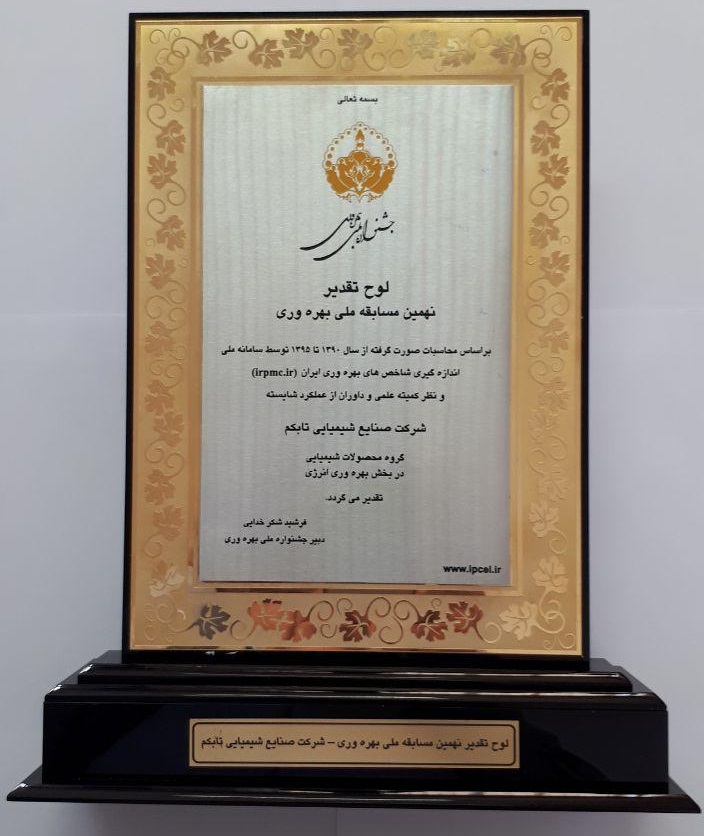 بسمه تعالی
جشنواره ملی بهره وری
لوح تقدیر
نهمین مسابقه ملی بهره وری
براساس محاسبات صورت گرفته از سال ۱۳۹۰ تا ۱۳۹۵ توسط سامانه ملی
اندازه گیری شاخص های بهره وری ایران (irpmc.ir)
و نظر کمیته علمی و داوران از عملکرد شایسته
شرکت صنایع شیمیایی تابکم
گروه محصولات شیمیایی
در بخش بهره وری انرژی
تقدیر می گردد.
فرشید شکر خدایی
دبیر جشنواره ملی بهره وری
www.ipcel.ir
لوح تقدیر نهمین مسابقه ملی بهره وری – شرکت صنایع شیمیایی تابکم